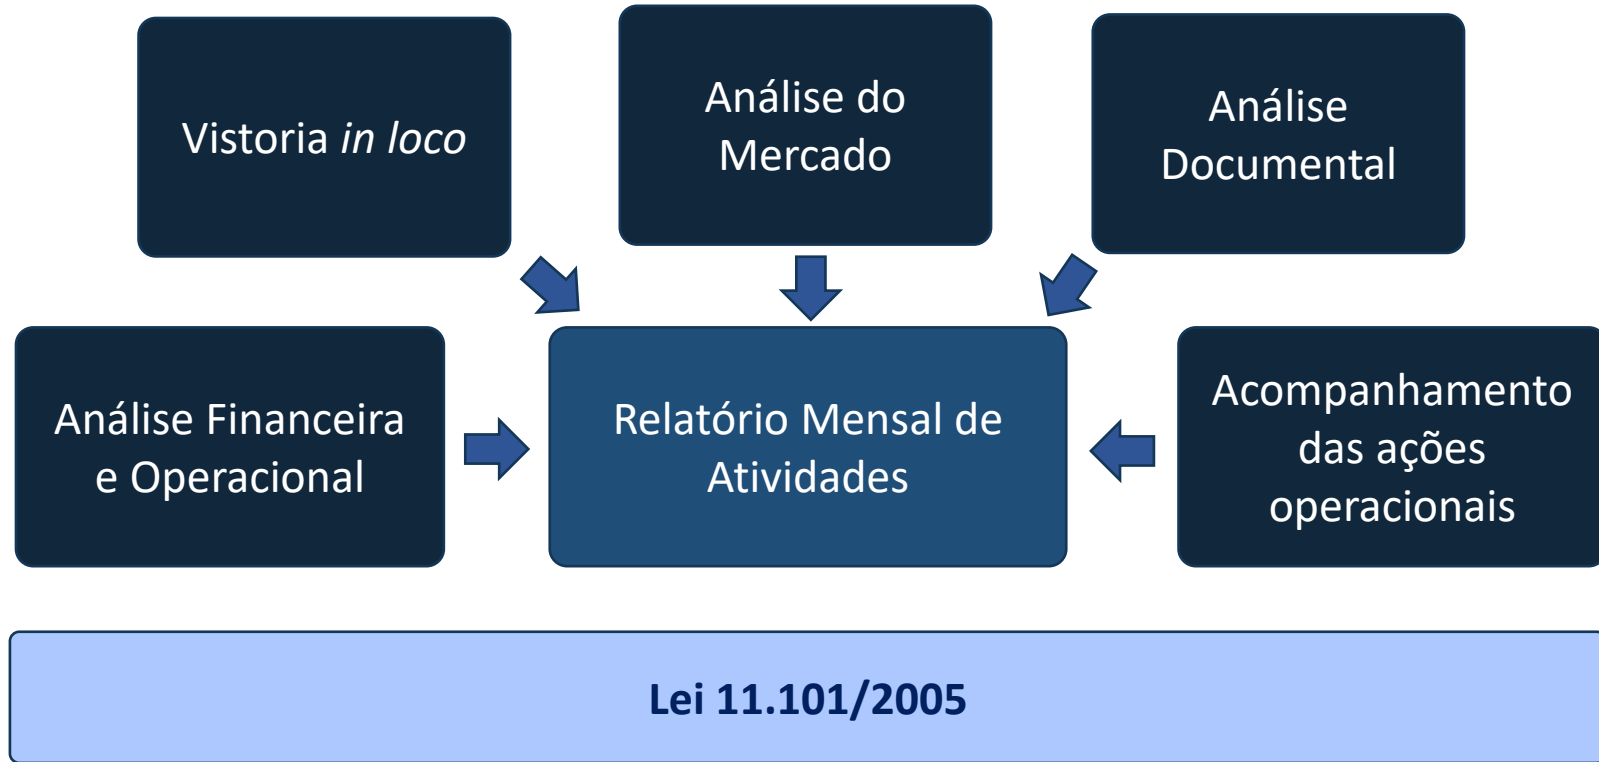 Vistoria in loco
Análise do
Mercado
Análise
Documental
Análise Financeira
e Operacional
Relatório Mensal de
Atividades
Acompanhamento
das ações
operacionais
Lei 11.101/2005